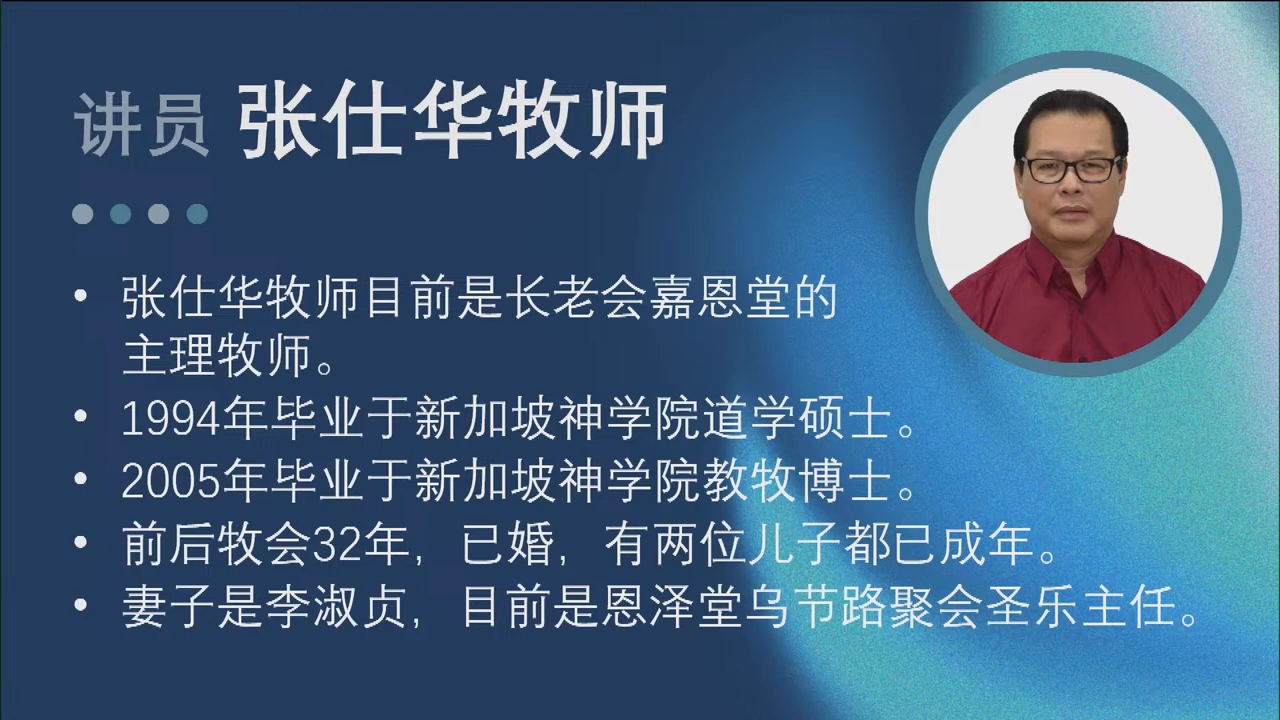 讲员 张仕华牧师
• 张仕华牧师目前是长老会嘉恩堂的
主理牧师。
• 1994年毕业于新加坡神学院道学硕士。
• 2005年毕业于新加坡神学院教牧博士。
• 前后牧会32年，已婚，有两位儿子都已成年。
• 妻子是李淑贞，目前是恩泽堂乌节路聚会圣乐主任。